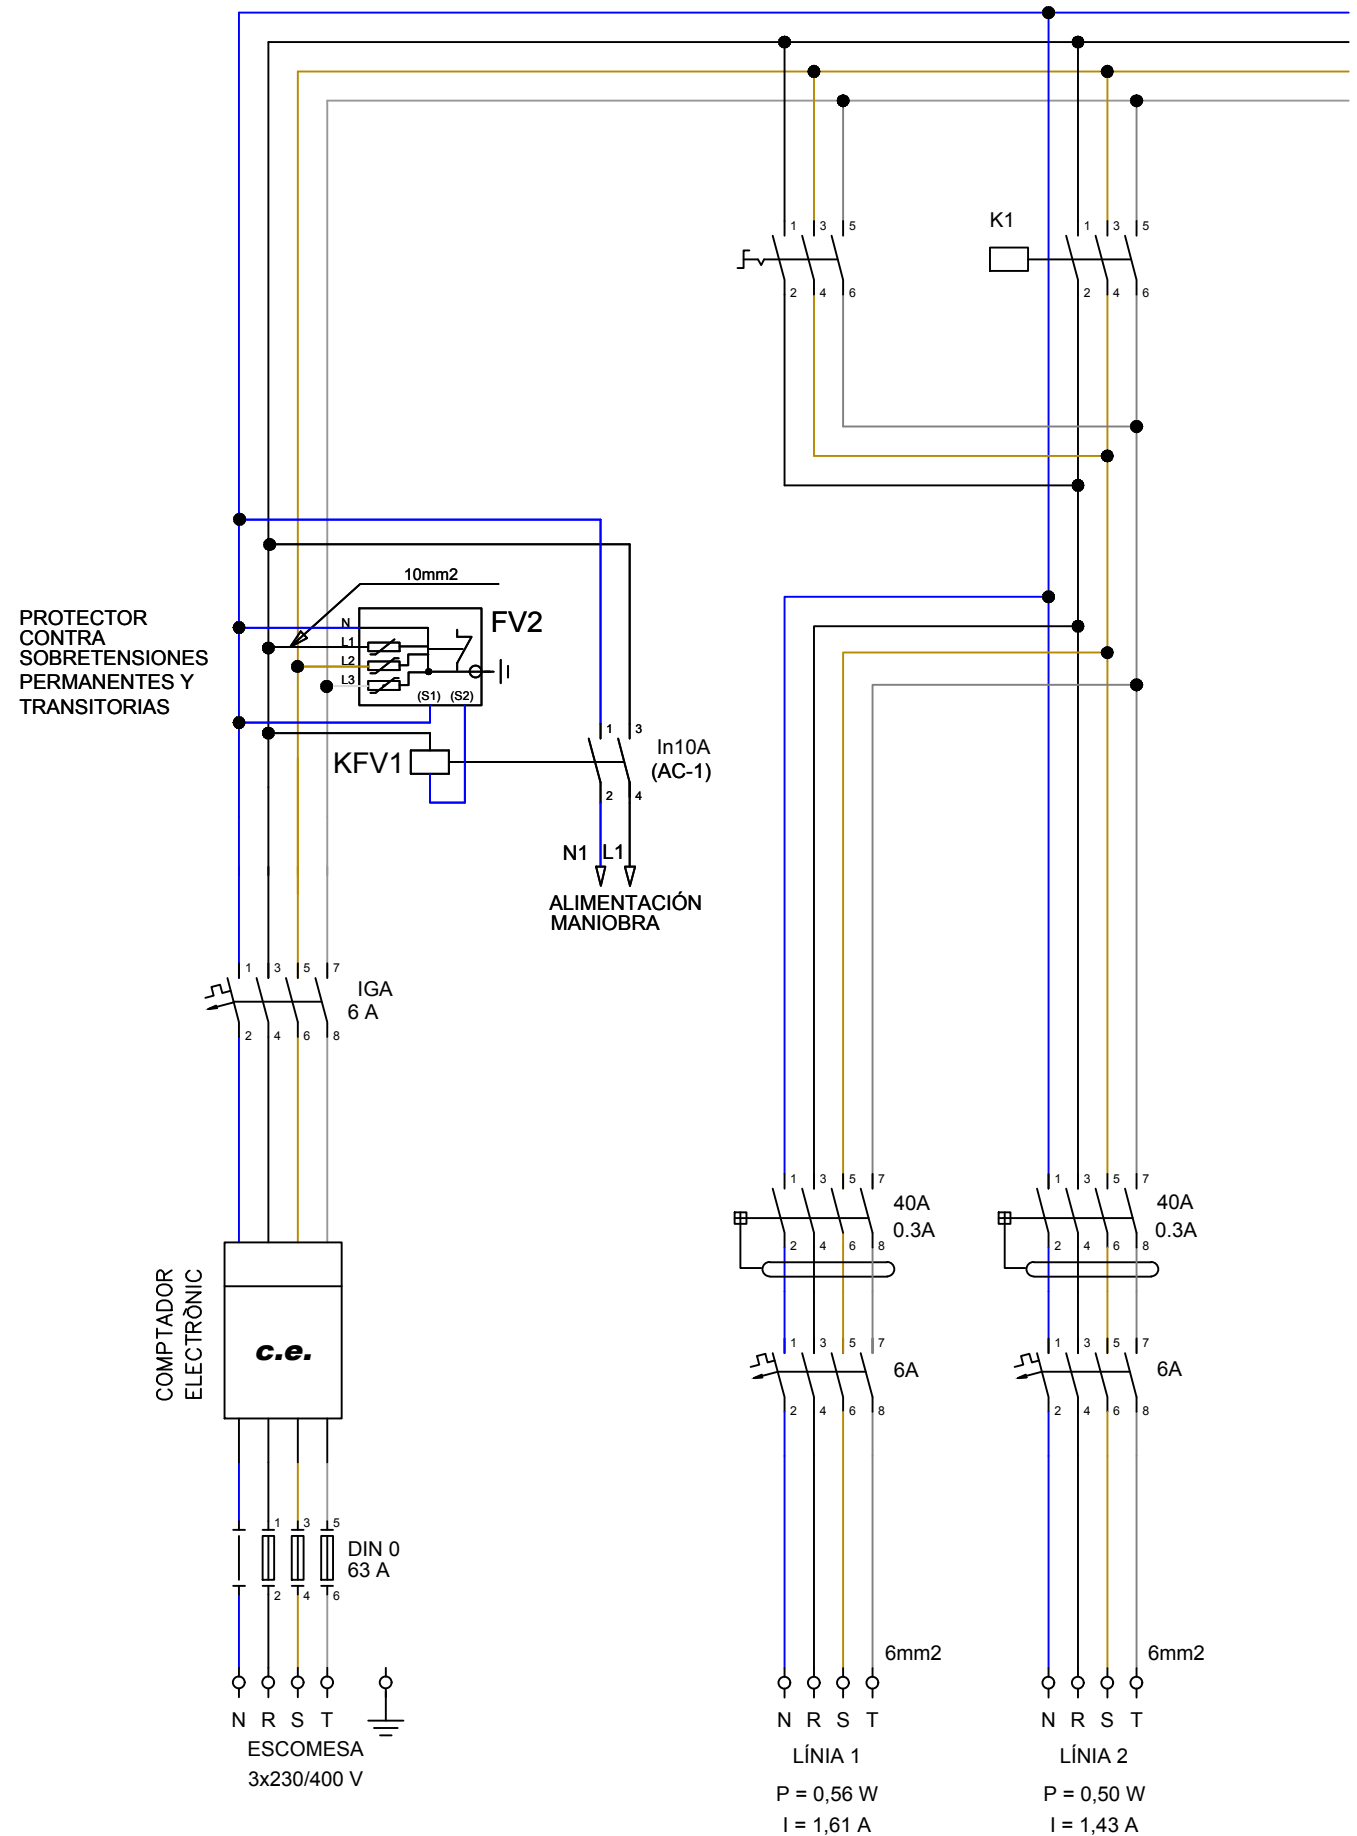 K1
1 3 5
2 4 6
1 3 5
2 4 6
10mm2
PROTECTOR
CONTRA
SOBRETENSIONES
PERMANENTES Y
TRANSITORIAS
N
L1
L2
L3
FV2
(S1) (S2)
KFV1
1 3
2 4
In10A
(AC-1)
N1 L1
ALIMENTACIÓN
MANIOBRA
1 3 5 7
IGA
6 A
2 4 6 8
COMPTADOR
ELECTRÒNIC
c.e.
1 3 5
DIN 0
63 A
2 4 6
N R S T
ESCOMESA
3x230/400 V
1 3 5 7
40A
0.3A
2 4 6 8
1 3 5 7
6A
2 4 6 8
6mm2
N R S T
LÍNIA 1
P = 0,56 W
I = 1,61 A
1 3 5 7
40A
0.3A
2 4 6 8
1 3 5 7
6A
2 4 6 8
6mm2
N R S T
LÍNIA 2
P = 0,50 W
I = 1,43 A